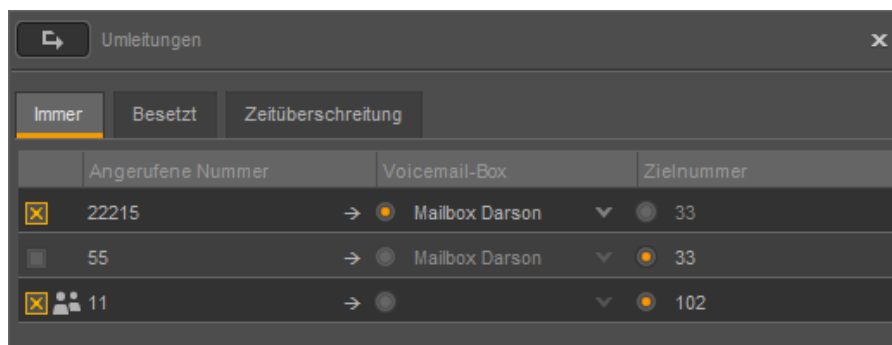 Umleitungen
Immer Besetzt Zeitüberschreitung
Angerufene Nummer Voicemail-Box Zielnummer
22215 → Mailbox Darson 33
55 → Mailbox Darson 33
11 → 102